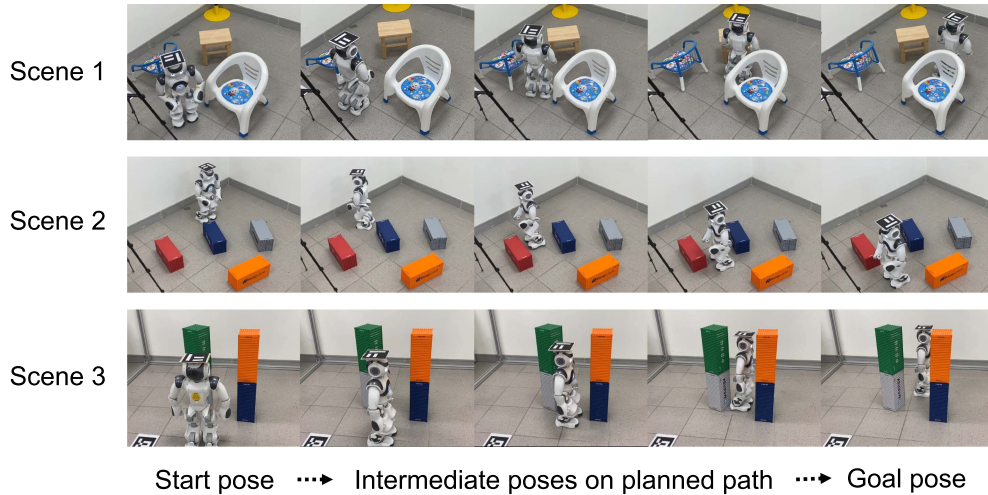 Scene 1
Scene 2
Scene 3
Start pose
Intermediate poses on planned path
Goal pose